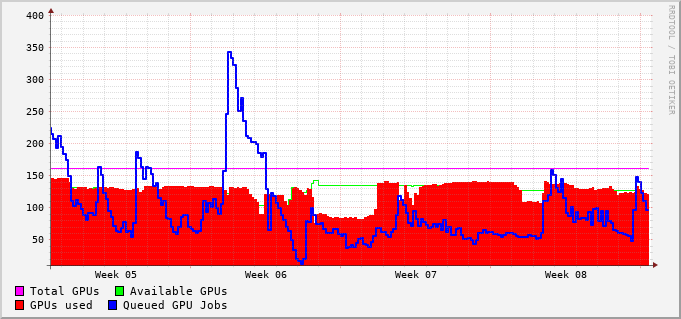 400
350
300
250
200
150
100
50
Week 05 Week 06 Week 07 Week 08
Total GPUs Available GPUs
GPUs used Queued GPU Jobs
RRDTOOL / TOBI OETIKER